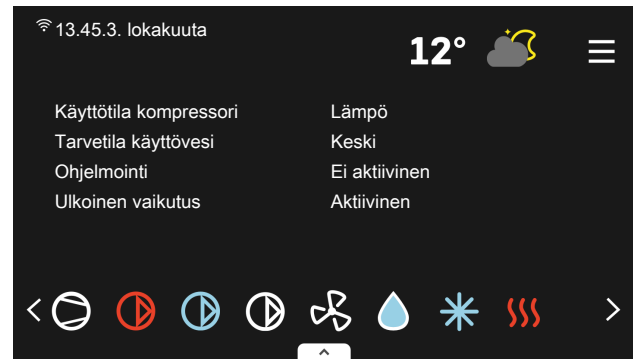 13.45.3. lokakuuta
12°
Käyttötila kompressori Lämpö
Tarvetila käyttövesi Keski
Ohjelmointi Ei aktiivinen
Ulkoinen vaikutus Aktiivinen